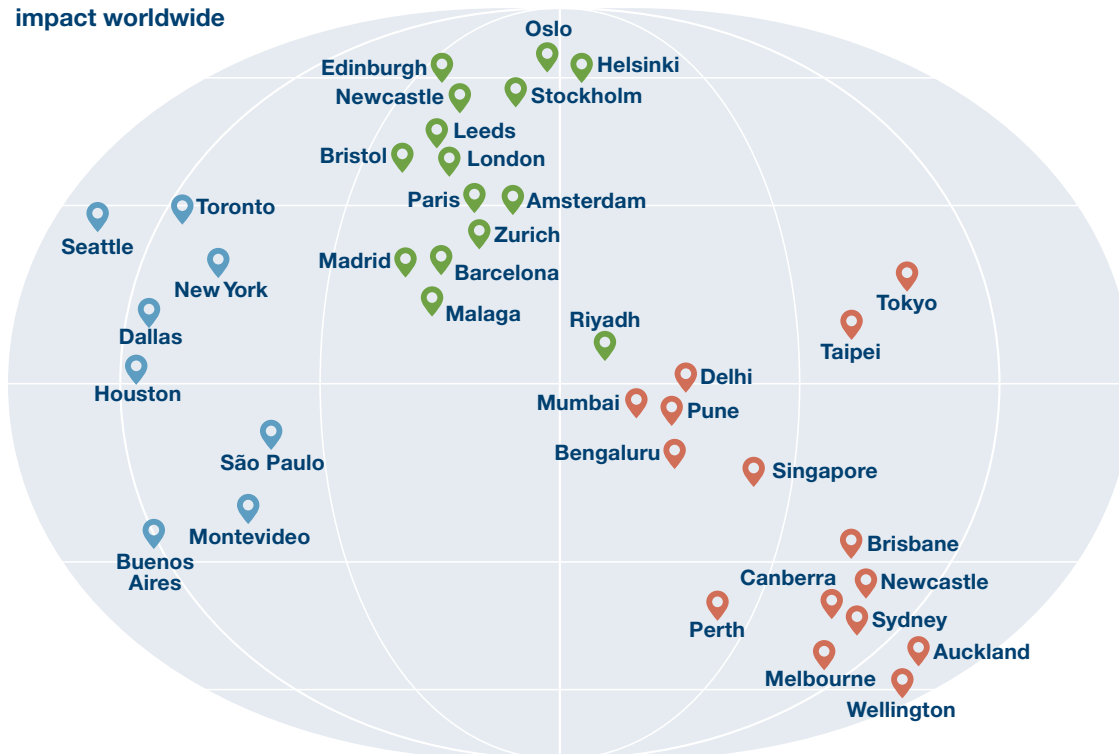 impact worldwide
Oslo
Edinburgh
Helsinki
Newcastle
Stockholm
Leeds
Bristol
London
Paris
Amsterdam
Toronto
Seattle
Zurich
Madrid
Barcelona
New York
Tokyo
Malaga
Riyadh
Dallas
Taipei
Delhi
Houston
Mumbai
Pune
Bengaluru
São Paulo
Singapore
Montevideo
Brisbane
Buenos
Aires
Canberra
Newcastle
Sydney
Perth
Auckland
Melbourne
Wellington